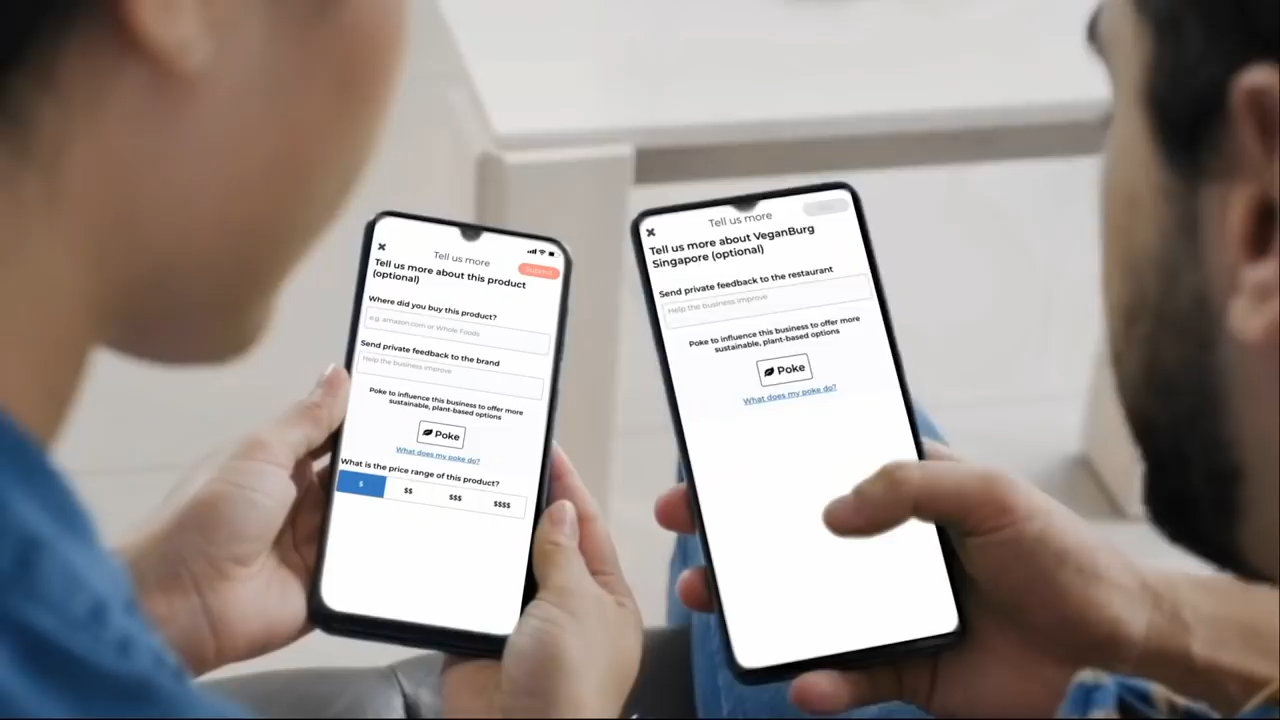 Tell us more
Submit
Tell us more about this product
(optional)
Where did you buy this product?
e.g. amazon.com or Whole Foods
Send private feedback to the brand
Help the business improve
Poke to influence this business to offer more
sustainable, plant-based options
Poke
What does my poke do?
What is the price range of this product?
$ $$ $$$ $$$$
Tell us more
Tell us more about VeganBurg
Singapore (optional)
Send private feedback to the restaurant
Help the business improve
Poke to influence this business to offer more
sustainable, plant-based options
Poke
What does my poke do?